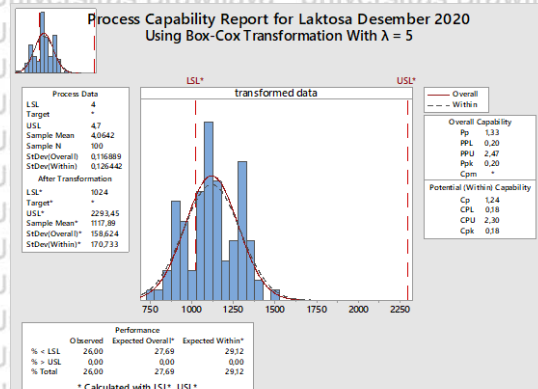 Process Capability Report for Laktosa Desember 2020
Using Box-Cox Transformation With λ = 5
LSL*
USL*
transformed data
Process Data
LSL 4
Target *
USL 4,7
Sample Mean 4,0642
Sample N 100
StDev(Overall) 0,116889
StDev(Within) 0,126442
After Transformation
LSL* 1024
Target* *
USL* 2293,45
Sample Mean* 1117,89
StDev(Overall)* 158,624
StDev(Within)* 170,733
Overall
Within
Overall Capability
Pp 1,33
PPL 0,20
PPU 2,47
Ppk 0,20
Cpm *
Potential (Within) Capability
Cp 1,24
CPL 0,18
CPU 2,30
Cpk 0,18
750 1000 1250 1500 1750 2000 2250
Performance
Observed Expected Overall* Expected Within*
% < LSL 26,00 27,69 29,12
% > USL 0,00 0,00 0,00
% Total 26,00 27,69 29,12
* Calculated with LSL*, USL*